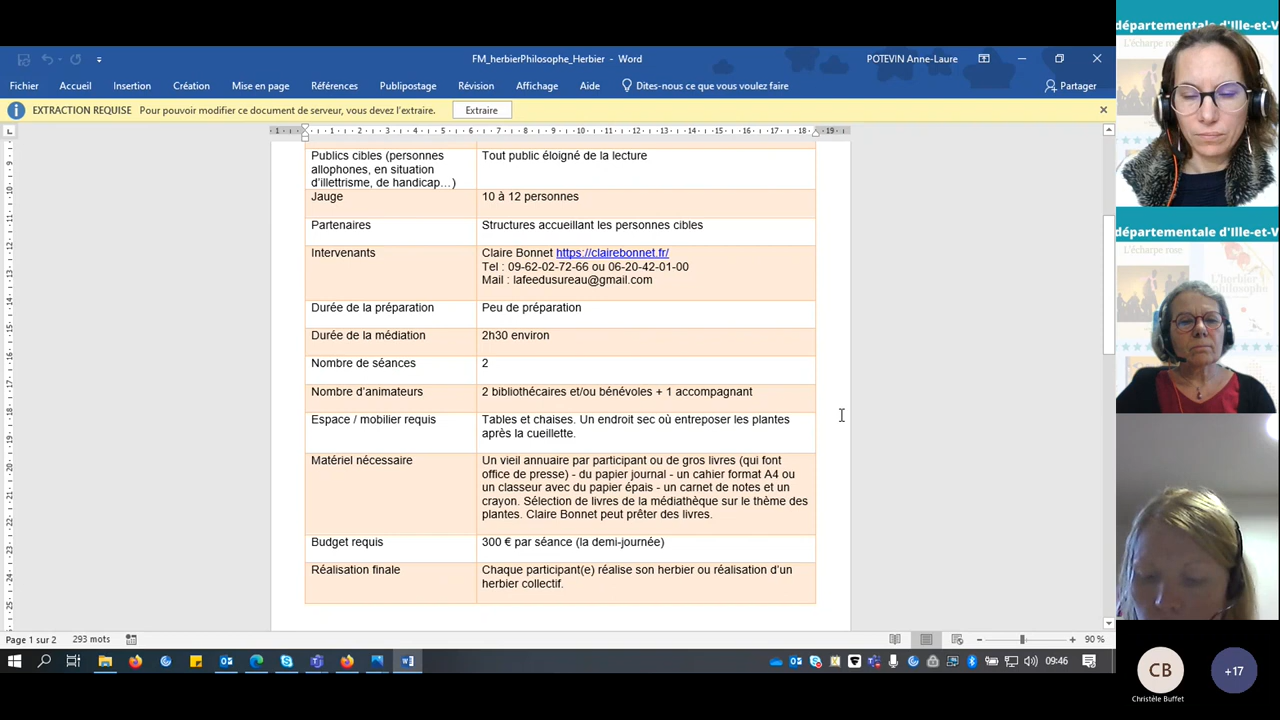 FM_herbierPhilosophe_Herbier - Word
POTEVIN Anne-Laure
Fichier Accueil Insertion Création Mise en page Références Publipostage Révision Affichage Aide Dites-nous ce que vous voulez faire Partager
EXTRACTION REQUISE Pour pouvoir modifier ce document de serveur, vous devez l'extraire. Extraire
Publics cibles (personnes allophones, en situation d'illettrisme, de handicap…)
Tout public éloigné de la lecture
Jauge
10 à 12 personnes
Partenaires
Structures accueillant les personnes cibles
Intervenants
Claire Bonnet https://clairebonnet.fr/
Tel : 09-62-02-72-66 ou 06-20-42-01-00
Mail : lafeedusureau@gmail.com
Durée de la préparation
Peu de préparation
Durée de la médiation
2h30 environ
Nombre de séances
2
Nombre d'animateurs
2 bibliothécaires et/ou bénévoles + 1 accompagnant
Espace / mobilier requis
Tables et chaises. Un endroit sec où entreposer les plantes
après la cueillette.
Matériel nécessaire
Un vieil annuaire par participant ou de gros livres (qui font
office de presse) - du papier journal - un cahier format A4 ou
un classeur avec du papier épais - un carnet de notes et un
crayon. Sélection de livres de la médiathèque sur le thème des
plantes. Claire Bonnet peut prêter des livres.
Budget requis
300 € par séance (la demi-journée)
Réalisation finale
Chaque participant(e) réalise son herbier ou réalisation d'un
herbier collectif.
Page 1 sur 2 293 mots
90 %
09:46
départementale d'Ille-et-V
L'écharpe rose
départementale d'Ille-et-V
L'écharpe rose
L'herbier
philosophe
CB
Christèle Buffet
+17